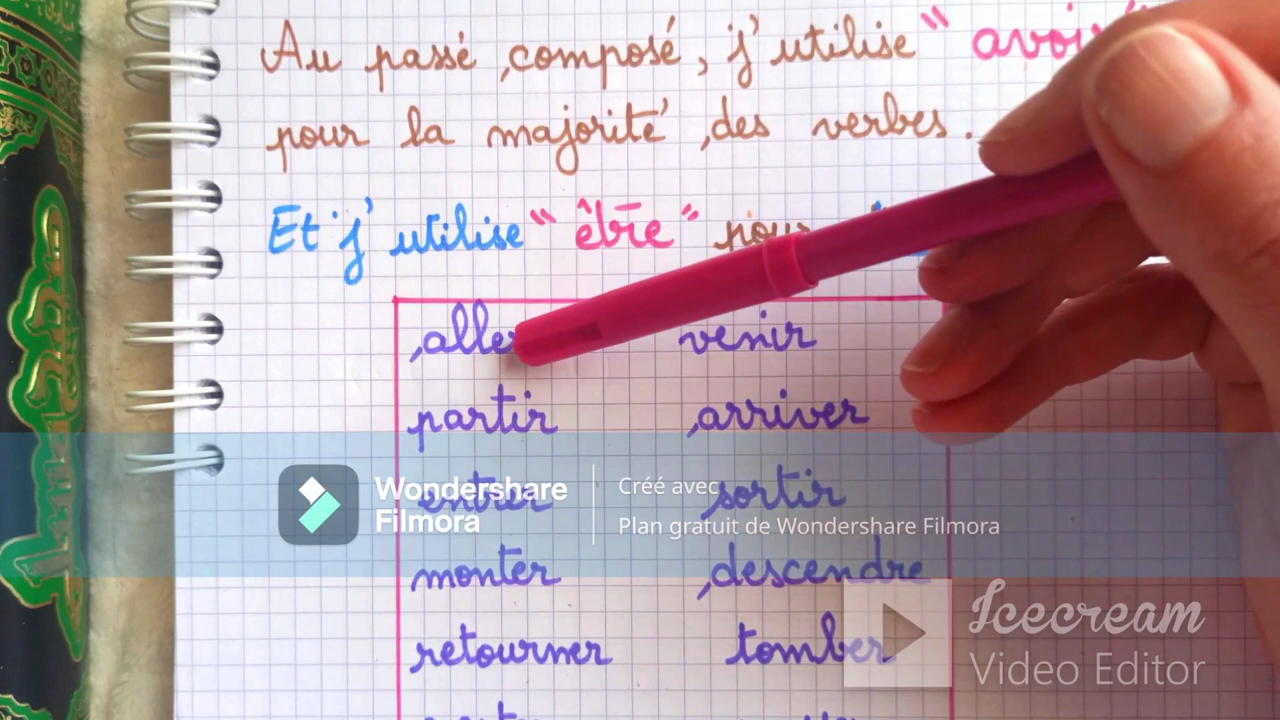 Au passé composé, j'utilise "avoir"
pour la majorité des verbes.
Et j'utilise "être" pour
aller venir
partir arriver
entrer sortir
monter descendre
retourner tomber
Wondershare
Filmora
Créé avec
Plan gratuit de Wondershare Filmora
Icecream
Video Editor